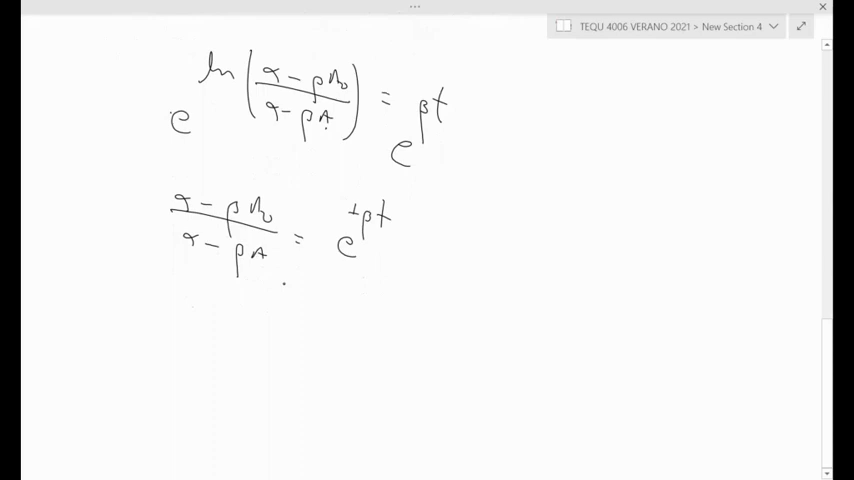 TEQU 4006 VERANO 2021 > New Section 4
e^{ln((α - βA₀)/(α - βA))} = e^{βt}
(α - βA₀)/(α - βA) = e^{+βt}